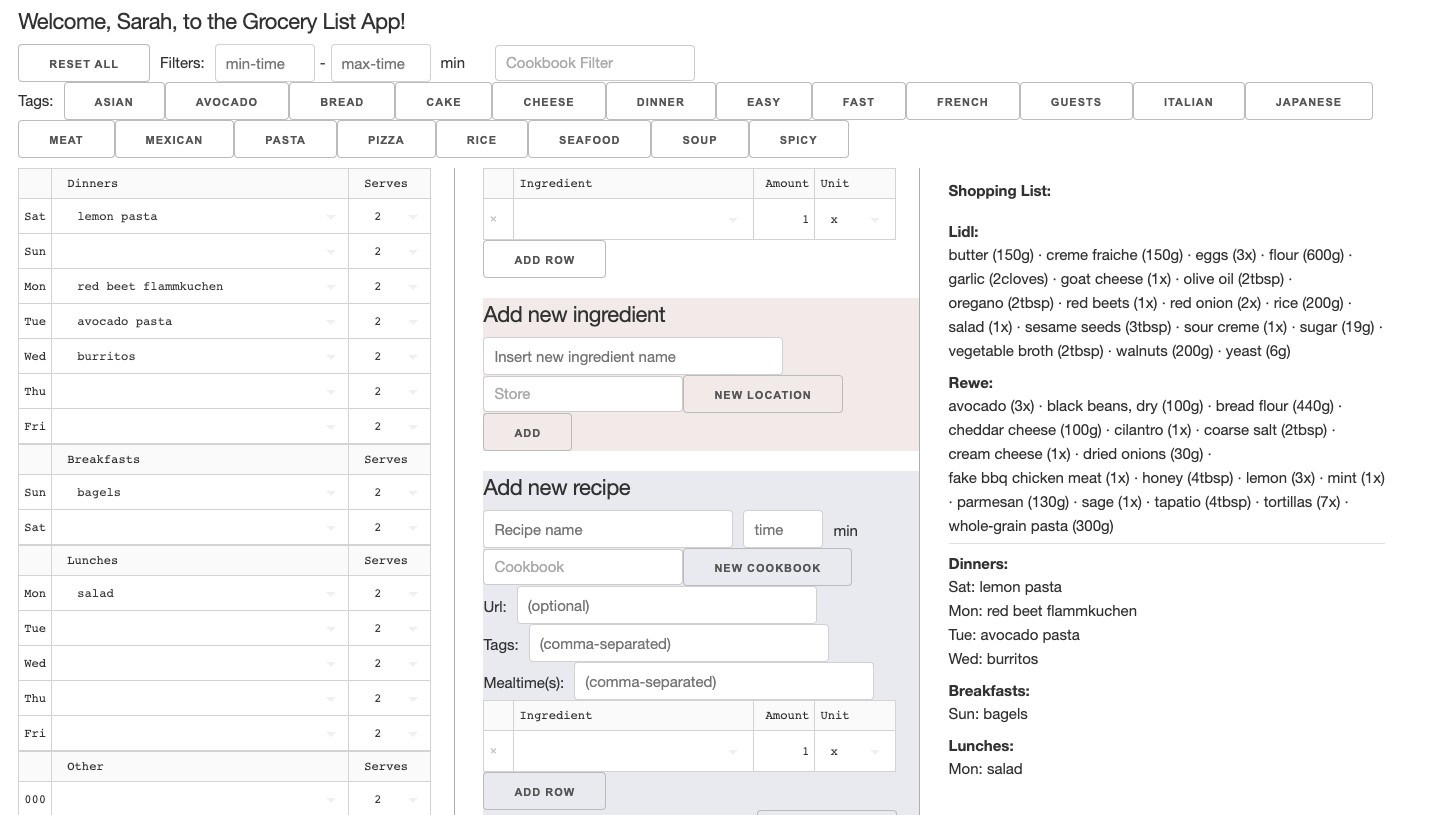 Welcome, Sarah, to the Grocery List App!
RESET ALL Filters: min-time - max-time min Cookbook Filter
Tags: ASIAN AVOCADO BREAD CAKE CHEESE DINNER EASY FAST FRENCH GUESTS ITALIAN JAPANESE
MEAT MEXICAN PASTA PIZZA RICE SEAFOOD SOUP SPICY
Dinners Serves
Sat lemon pasta 2
Sun 2
Mon red beet flammkuchen 2
Tue avocado pasta 2
Wed burritos 2
Thu 2
Fri 2
Breakfasts Serves
Sun bagels 2
Sat 2
Lunches Serves
Mon salad 2
Tue 2
Wed 2
Thu 2
Fri 2
Other Serves
000 2
Ingredient Amount Unit
× 1 x
ADD ROW
Add new ingredient
Insert new ingredient name
Store NEW LOCATION
ADD
Add new recipe
Recipe name time min
Cookbook NEW COOKBOOK
Url: (optional)
Tags: (comma-separated)
Mealtime(s): (comma-separated)
Ingredient Amount Unit
× 1 x
ADD ROW
Shopping List:
Lidl:
butter (150g) · creme fraiche (150g) · eggs (3x) · flour (600g) ·
garlic (2cloves) · goat cheese (1x) · olive oil (2tbsp) ·
oregano (2tbsp) · red beets (1x) · red onion (2x) · rice (200g) ·
salad (1x) · sesame seeds (3tbsp) · sour creme (1x) · sugar (19g) ·
vegetable broth (2tbsp) · walnuts (200g) · yeast (6g)
Rewe:
avocado (3x) · black beans, dry (100g) · bread flour (440g) ·
cheddar cheese (100g) · cilantro (1x) · coarse salt (2tbsp) ·
cream cheese (1x) · dried onions (30g) ·
fake bbq chicken meat (1x) · honey (4tbsp) · lemon (3x) · mint (1x)
· parmesan (130g) · sage (1x) · tapatio (4tbsp) · tortillas (7x) ·
whole-grain pasta (300g)
Dinners:
Sat: lemon pasta
Mon: red beet flammkuchen
Tue: avocado pasta
Wed: burritos
Breakfasts:
Sun: bagels
Lunches:
Mon: salad